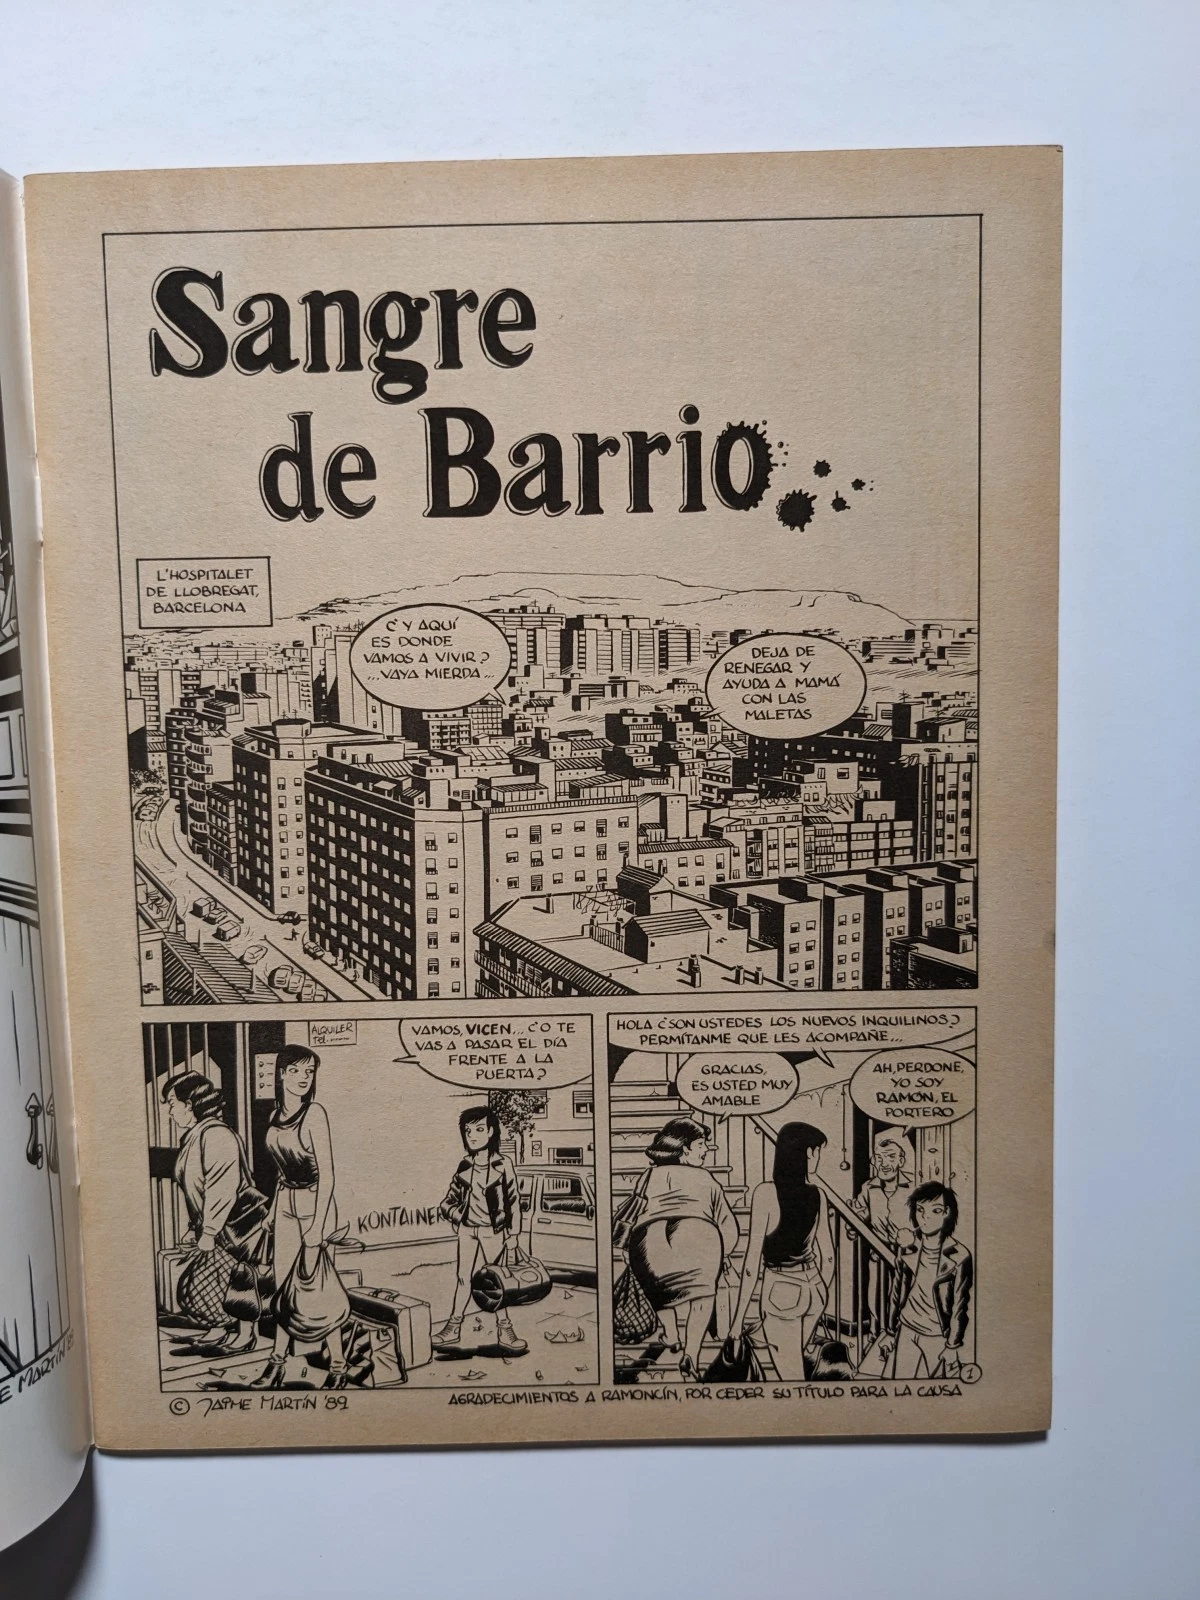 Sangre
de Barrio
L'HOSPITALET
DE LLOBREGAT,
BARCELONA
¿Y AQUÍ
ES DONDE
VAMOS A VIVIR?
...VAYA MIERDA...
DEJA DE
RENEGAR Y
AYUDA A MAMÁ
CON LAS
MALETAS
ALQUILER
Tel.
VAMOS, VICEN... ¿O TE
VAS A PASAR EL DÍA
FRENTE A LA
PUERTA?
KONTAINER
HOLA ¿SON USTEDES LOS NUEVOS INQUILINOS?
PERMÍTANME QUE LES ACOMPAÑE...
GRACIAS,
ES USTED MUY
AMABLE
AH, PERDONE,
YO SOY
RAMÓN, EL
PORTERO
1
© JAIME MARTÍN '89
AGRADECIMIENTOS A RAMONCÍN, POR CEDER SU TÍTULO PARA LA CAUSA
E MARTÍN